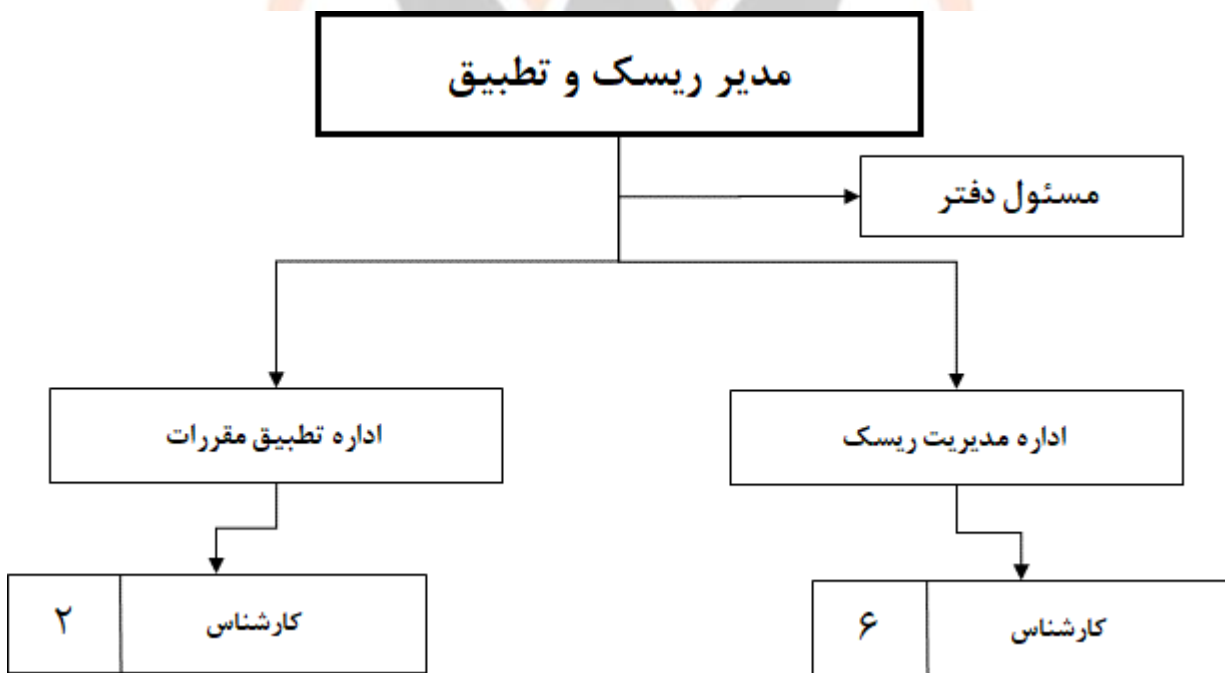 مدیر ریسک و تطبیق
مسئول دفتر
اداره مدیریت ریسک
اداره تطبیق مقررات
کارشناس ۶
کارشناس ۲